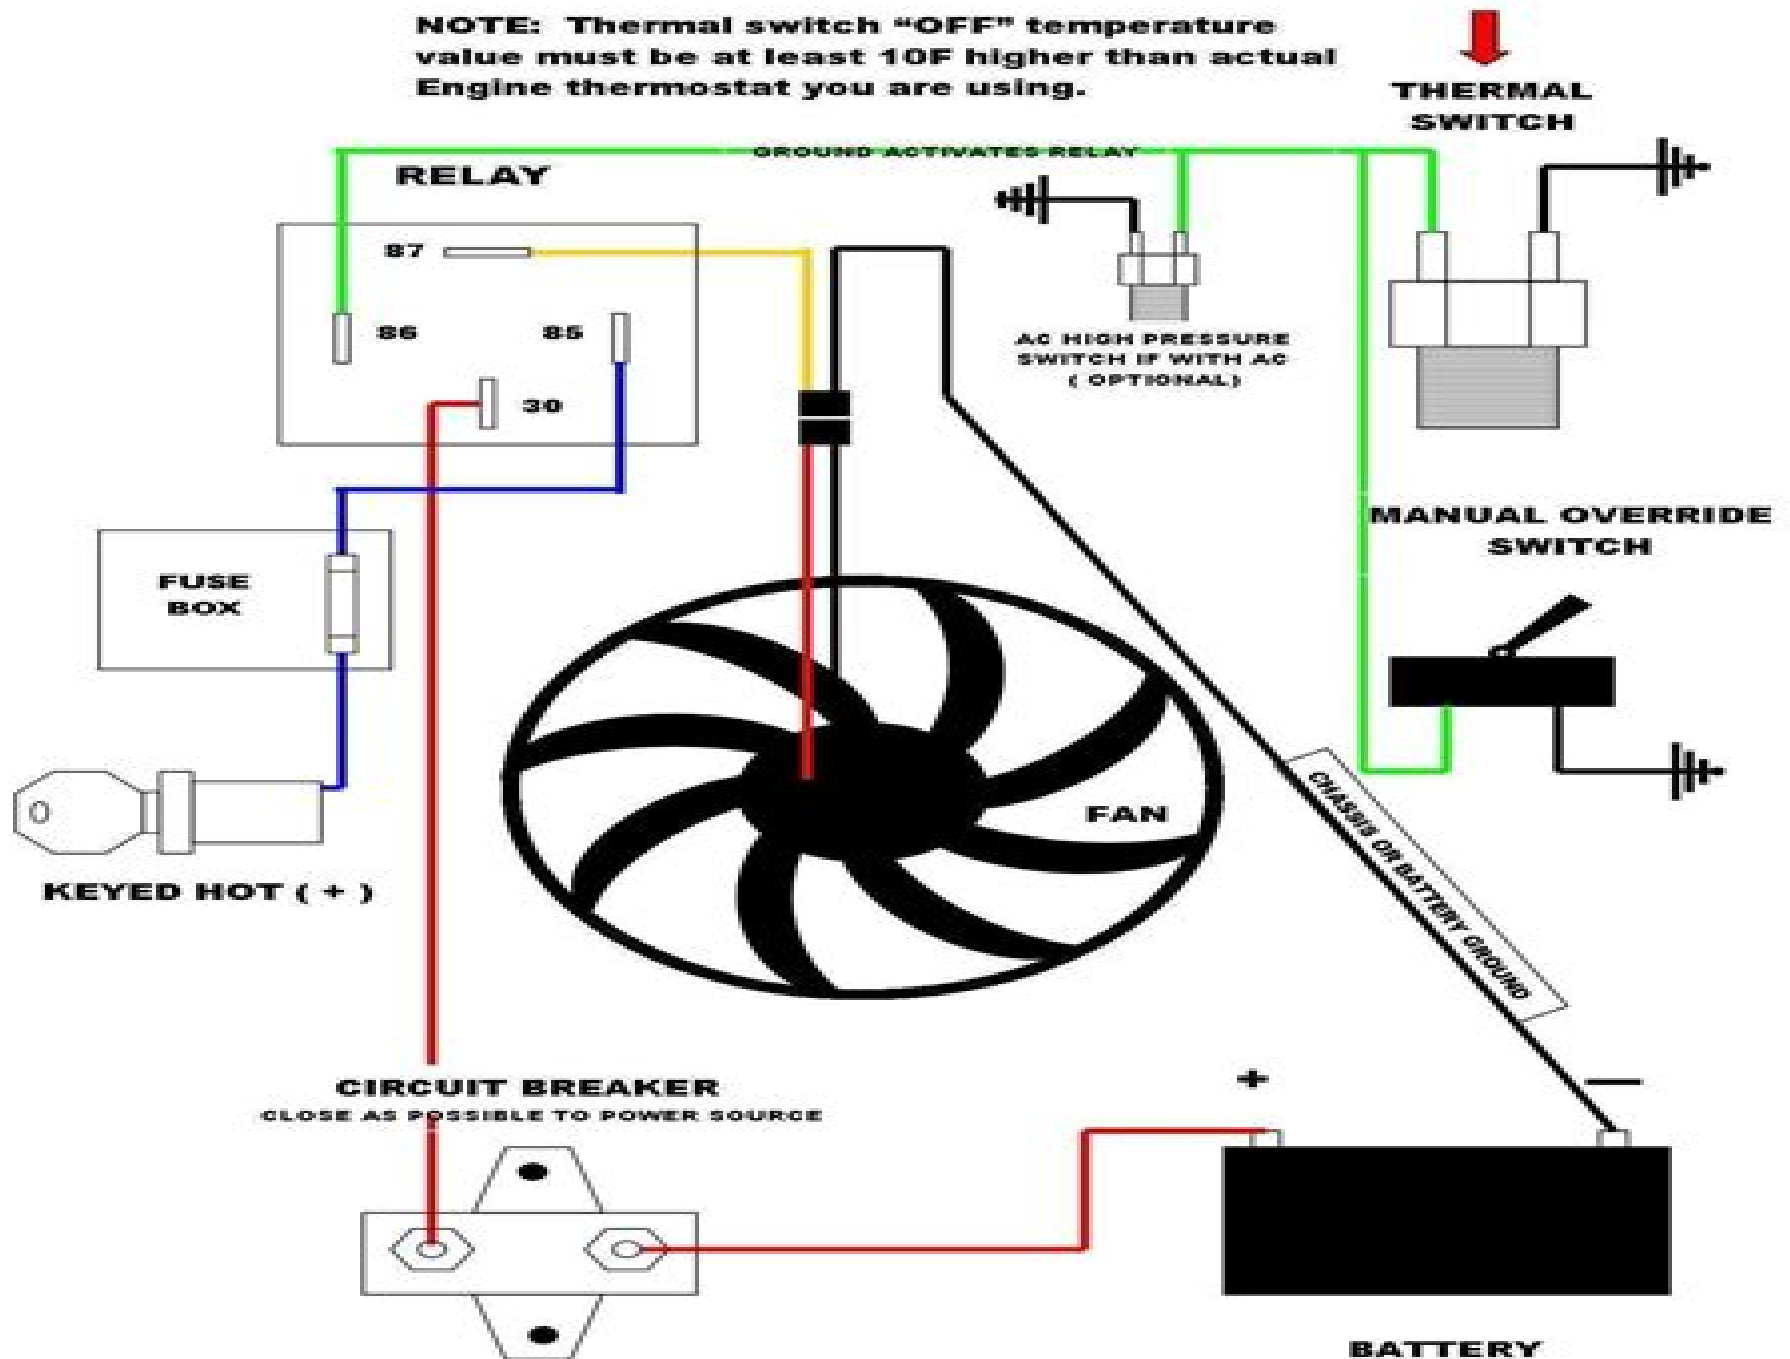 NOTE: Thermal switch “OFF” temperature
value must be at least 10F higher than actual
Engine thermostat you are using.
THERMAL
SWITCH
GROUND ACTIVATES RELAY
RELAY
87
86
85
30
AC HIGH PRESSURE
SWITCH IF WITH AC
( OPTIONAL)
MANUAL OVERRIDE
SWITCH
FUSE
BOX
FAN
KEYED HOT ( + )
CHASSIS OR BATTERY GROUND
CIRCUIT BREAKER
CLOSE AS POSSIBLE TO POWER SOURCE
+
—
BATTERY